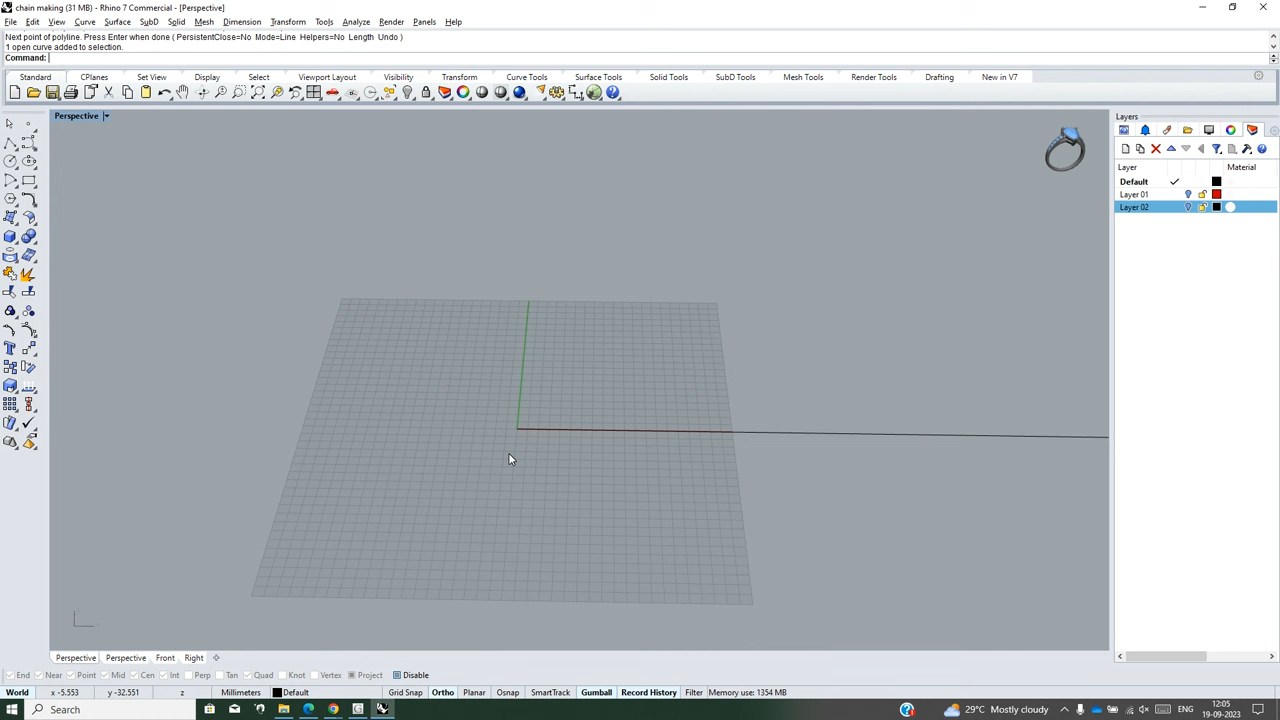 chain making (31 MB) - Rhino 7 Commercial - [Perspective]
File Edit View Curve Surface SubD Solid Mesh Dimension Transform Tools Analyze Render Panels Help
Next point of polyline. Press Enter when done ( PersistentClose=No Mode=Line Helpers=No Length Undo )
1 open curve added to selection.
Command:
Standard CPlanes Set View Display Select Viewport Layout Visibility Transform Curve Tools Surface Tools Solid Tools SubD Tools Mesh Tools Render Tools Drafting New in V7
Perspective
Layers
Layer Material
Default
Layer 01
Layer 02
Perspective Perspective Front Right
End Near Point Mid Cen Int Perp Tan Quad Knot Vertex Project Disable
World x -5.553 y -32.551 z Millimeters Default Grid Snap Ortho Planar Osnap SmartTrack Gumball Record History Filter Memory use: 1354 MB
Search
29°C Mostly cloudy
ENG
12:05
19-09-2023